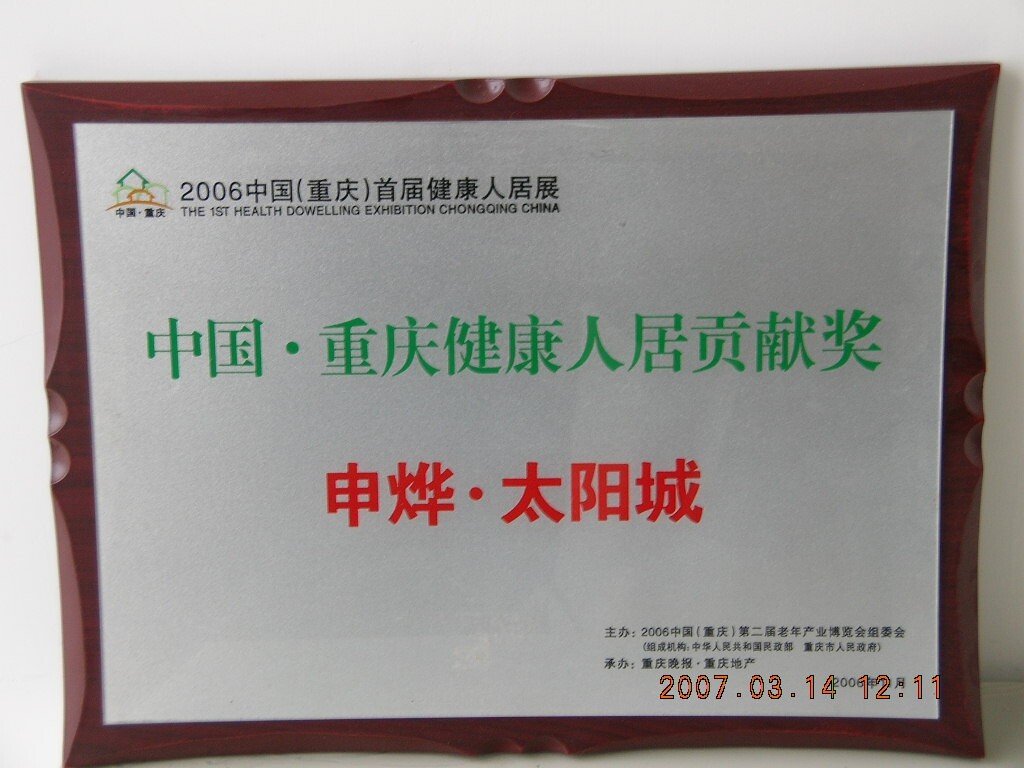 2006中国(重庆)首届健康人居展
THE 1ST HEALTH DOWELLING EXHIBITION CHONGQING CHINA
中国·重庆
中国·重庆健康人居贡献奖
申烨·太阳城
主办:2006中国(重庆)第二届老年产业博览会组委会
(组成机构:中华人民共和国民政部 重庆市人民政府)
承办:重庆晚报·重庆地产
2007.03.14 12:11